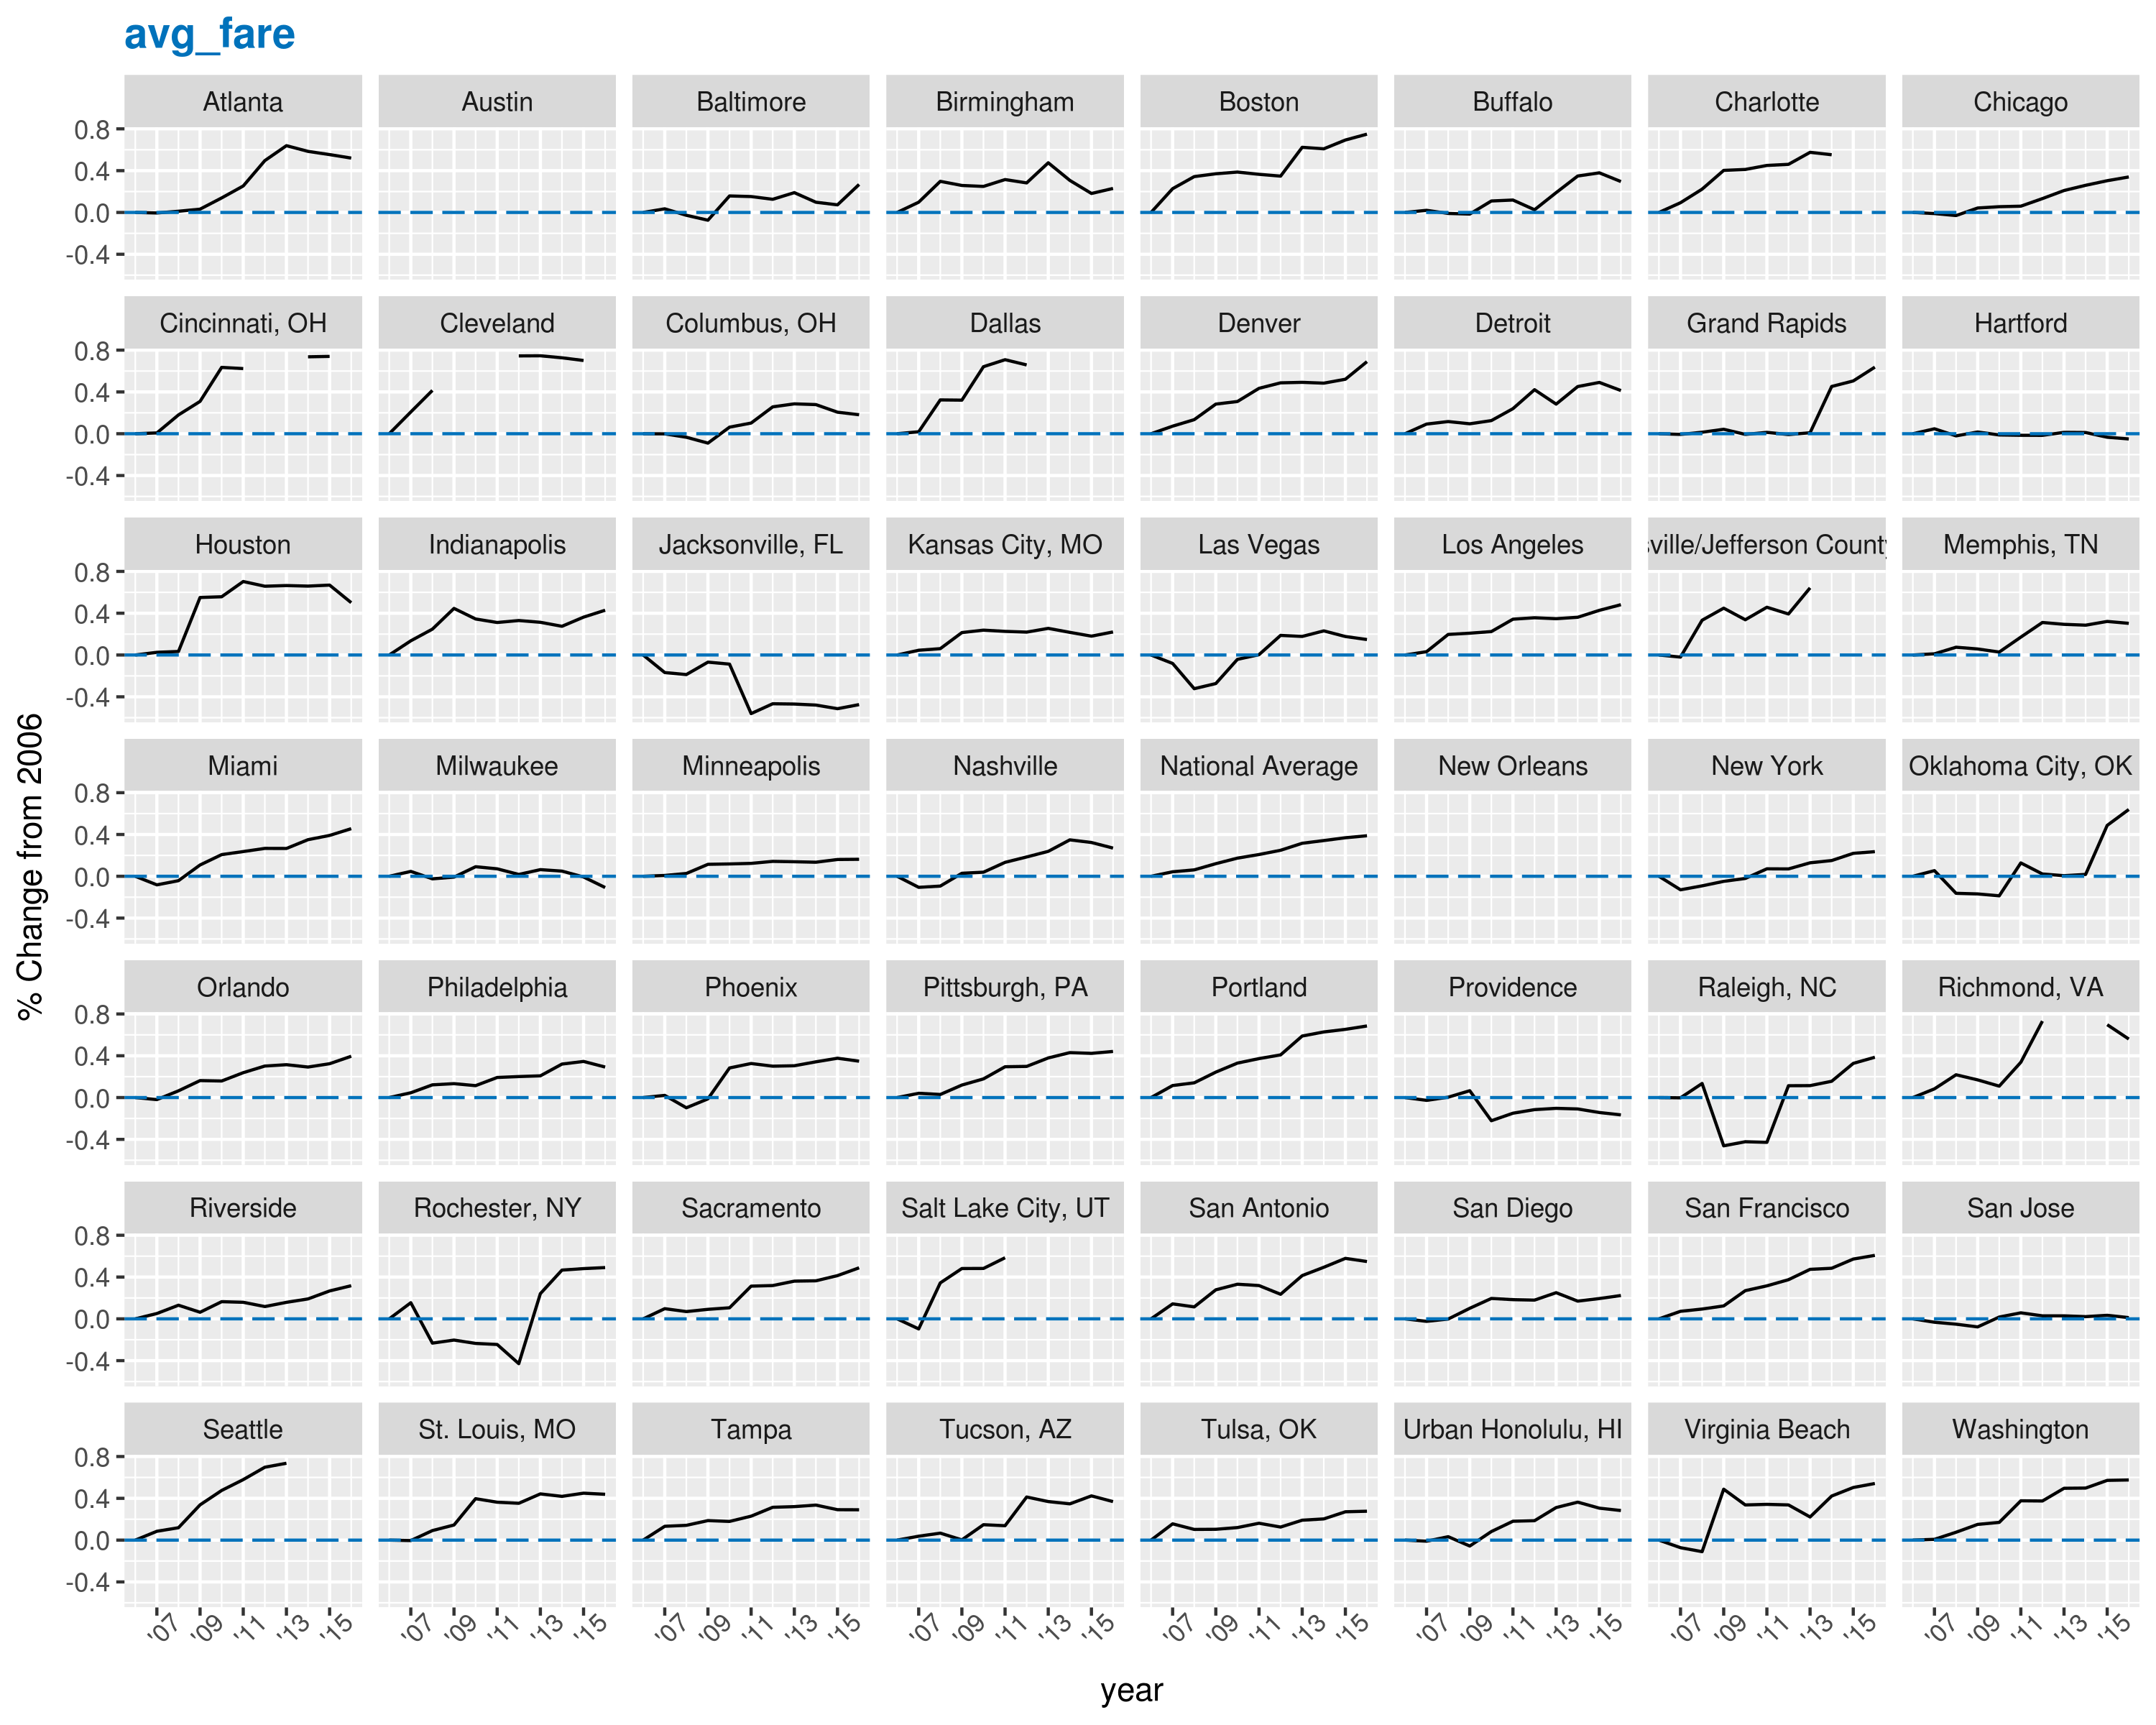 avg_fare
Atlanta Austin Baltimore Birmingham Boston Buffalo Charlotte Chicago
0.8
0.4
0.0
-0.4
Cincinnati, OH Cleveland Columbus, OH Dallas Denver Detroit Grand Rapids Hartford
0.8
0.4
0.0
-0.4
Houston Indianapolis Jacksonville, FL Kansas City, MO Las Vegas Los Angeles sville/Jefferson County Memphis, TN
0.8
0.4
0.0
-0.4
% Change from 2006
Miami Milwaukee Minneapolis Nashville National Average New Orleans New York Oklahoma City, OK
0.8
0.4
0.0
-0.4
Orlando Philadelphia Phoenix Pittsburgh, PA Portland Providence Raleigh, NC Richmond, VA
0.8
0.4
0.0
-0.4
Riverside Rochester, NY Sacramento Salt Lake City, UT San Antonio San Diego San Francisco San Jose
0.8
0.4
0.0
-0.4
Seattle St. Louis, MO Tampa Tucson, AZ Tulsa, OK Urban Honolulu, HI Virginia Beach Washington
0.8
0.4
0.0
-0.4
'07 '09 '11 '13 '15 '07 '09 '11 '13 '15 '07 '09 '11 '13 '15 '07 '09 '11 '13 '15 '07 '09 '11 '13 '15 '07 '09 '11 '13 '15 '07 '09 '11 '13 '15 '07 '09 '11 '13 '15
year